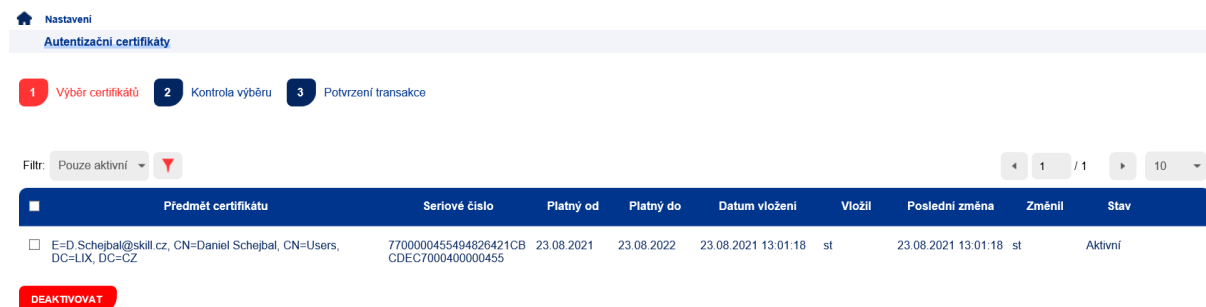 Nastavení
Autentizační certifikáty
1 Výběr certifikátů 2 Kontrola výběru 3 Potvrzení transakce
Filtr: Pouze aktivní 1 / 1 10
Předmět certifikátu Seriové číslo Platný od Platný do Datum vložení Vložil Poslední změna Změnil Stav
E=D.Schejbal@skill.cz, CN=Daniel Schejbal, CN=Users, 7700000455494826421CB 23.08.2021 23.08.2022 23.08.2021 13:01:18 st 23.08.2021 13:01:18 st Aktivní
DC=LIX, DC=CZ CDEC7000400000455
DEAKTIVOVAT